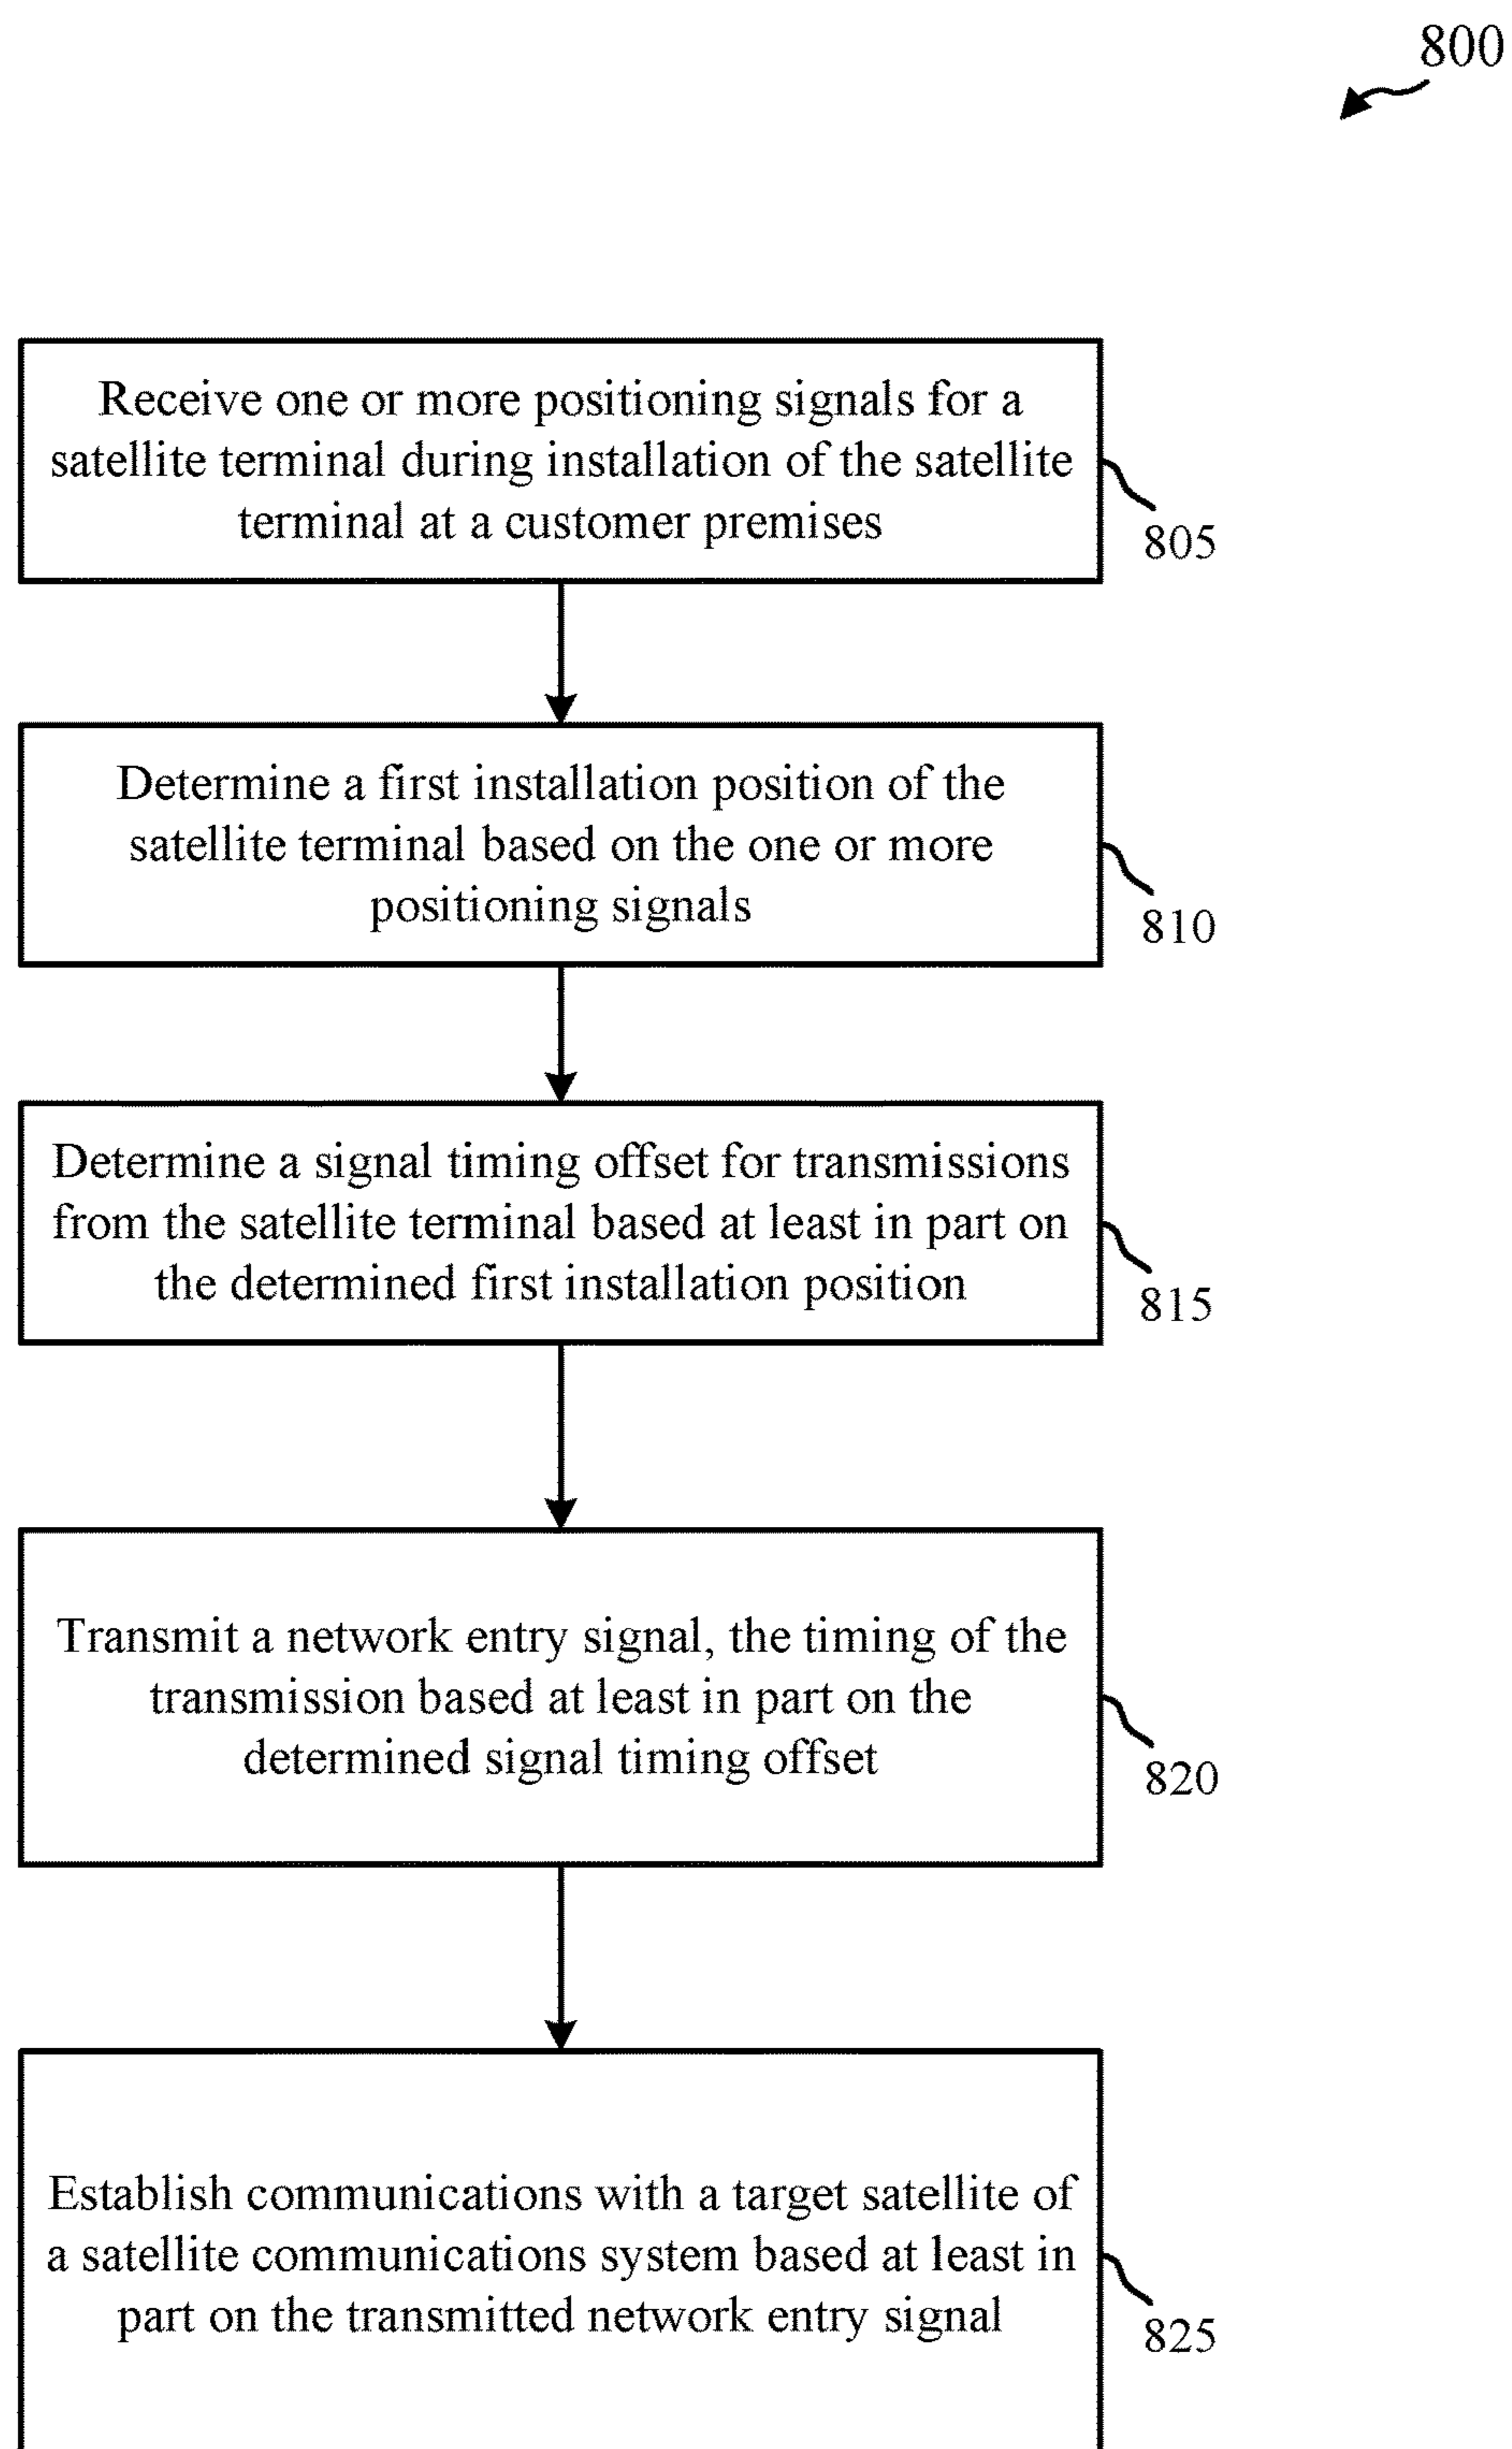 800
Receive one or more positioning signals for a
satellite terminal during installation of the satellite
terminal at a customer premises
805
Determine a first installation position of the
satellite terminal based on the one or more
positioning signals
810
Determine a signal timing offset for transmissions
from the satellite terminal based at least in part on
the determined first installation position
815
Transmit a network entry signal, the timing of the
transmission based at least in part on the
determined signal timing offset
820
Establish communications with a target satellite of
a satellite communications system based at least in
part on the transmitted network entry signal
825